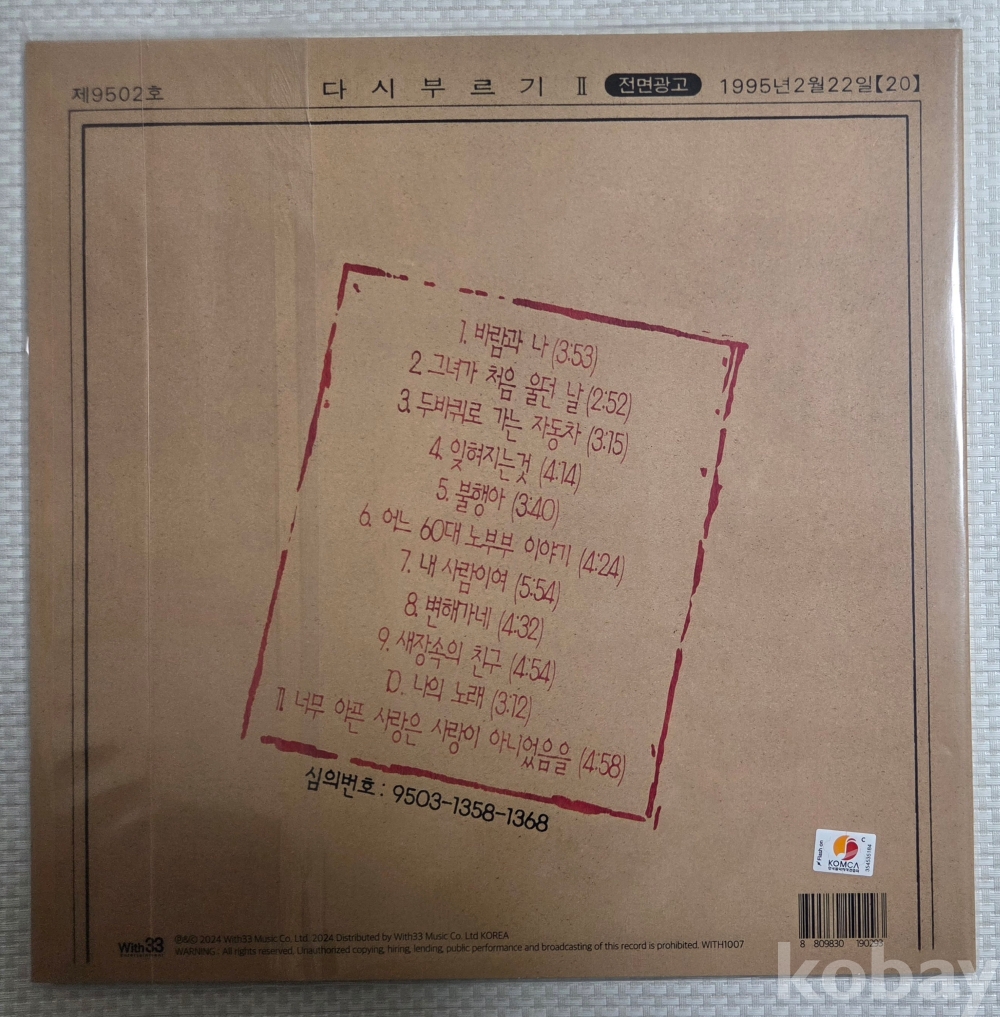 제9502호 다시부르기 Ⅱ 전면광고 1995년2월22일【20】
1. 바람과 나 (3:53)
2. 그녀가 처음 울던 날 (2:52)
3. 두바퀴로 가는 자동차 (3:15)
4. 잊혀지는것 (4:14)
5. 불행아 (3:40)
6. 어느 60대 노부부 이야기 (4:24)
7. 내 사람이여 (5:54)
8. 변해가네 (4:32)
9. 새장속의 친구 (4:54)
10. 나의 노래 (3:12)
11 너무 아픈 사랑은 사랑이 아니었음을 (4:58)
심의번호 : 9503-1358-1368
Flash on
KOMCA
C
With33
℗&© 2024 With33 Music Co. Ltd. 2024 Distributed by With33 Music Co. Ltd KOREA
WARNING : All rights reserved. Unauthorized copying, hiring, lending, public performance and broadcasting of this record is prohibited. WITH1007
8 809830 190293
kobay